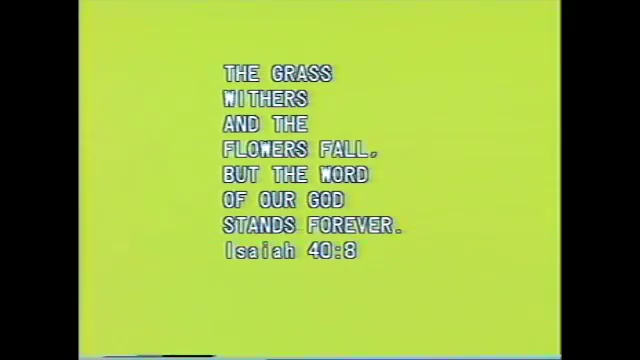 THE GRASS
WITHERS
AND THE
FLOWERS FALL,
BUT THE WORD
OF OUR GOD
STANDS FOREVER.
Isaiah 40:8